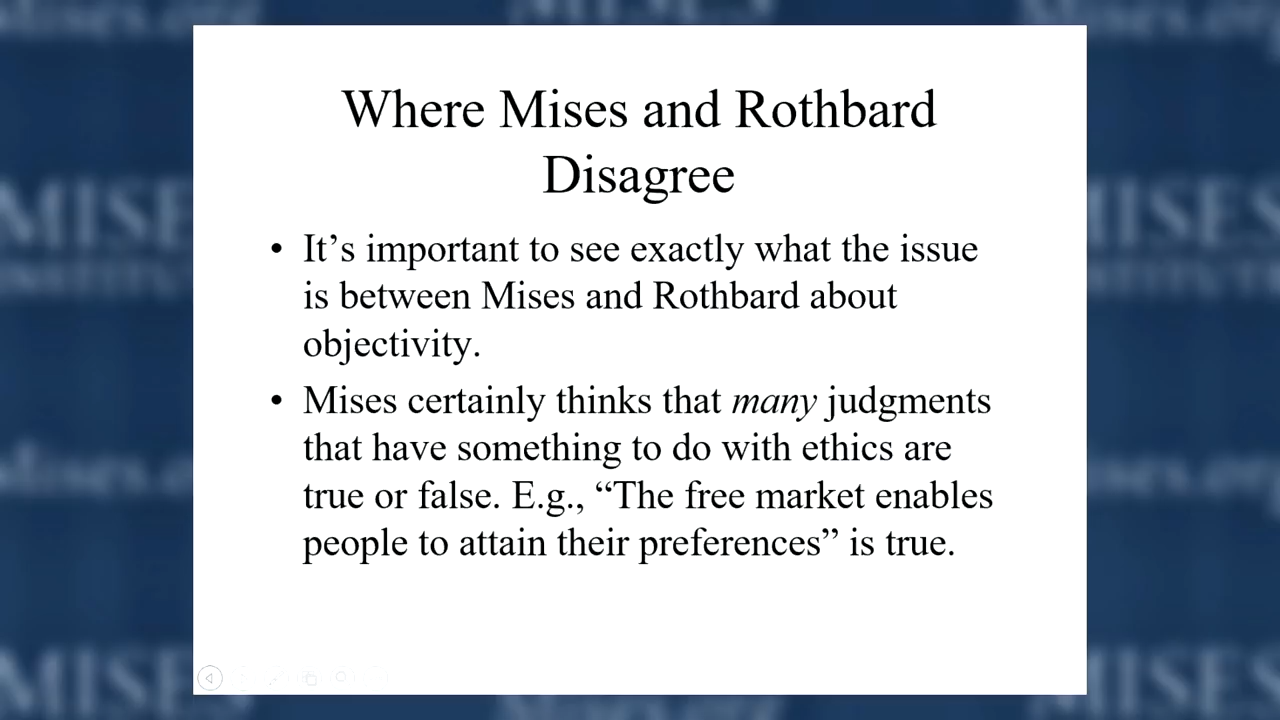 Where Mises and Rothbard
Disagree
• It’s important to see exactly what the issue
is between Mises and Rothbard about
objectivity.
• Mises certainly thinks that many judgments
that have something to do with ethics are
true or false. E.g., “The free market enables
people to attain their preferences” is true.